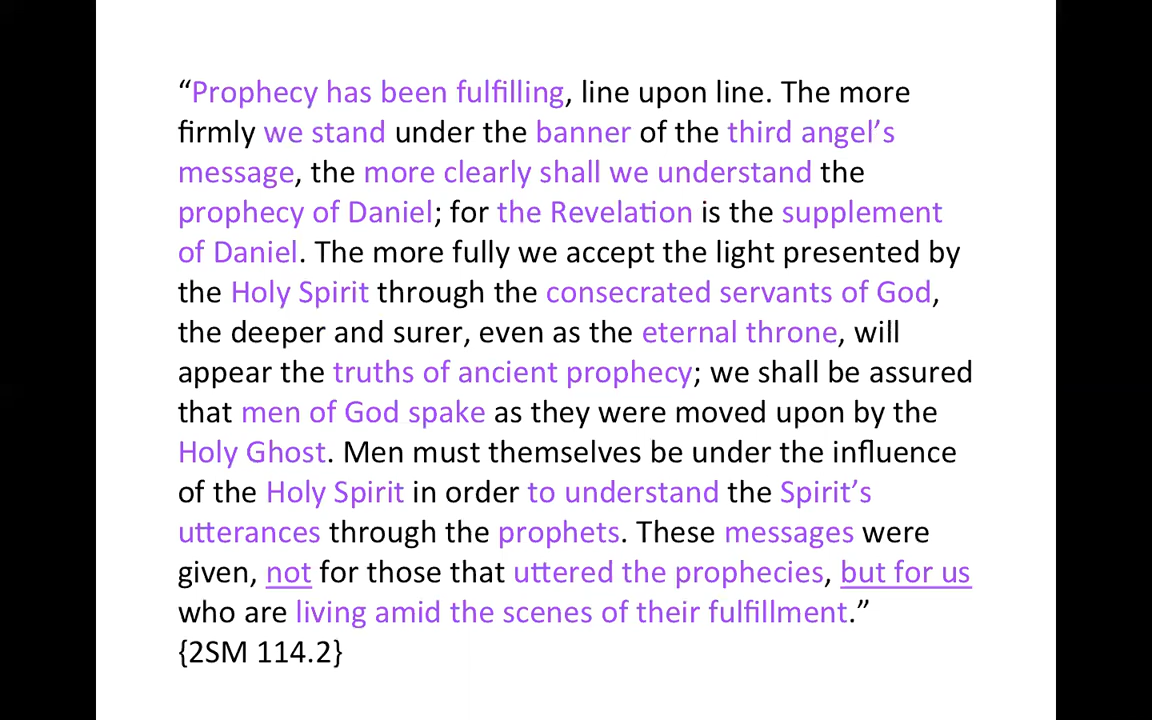 “Prophecy has been fulfilling, line upon line. The more
firmly we stand under the banner of the third angel’s
message, the more clearly shall we understand the
prophecy of Daniel; for the Revelation is the supplement
of Daniel. The more fully we accept the light presented by
the Holy Spirit through the consecrated servants of God,
the deeper and surer, even as the eternal throne, will
appear the truths of ancient prophecy; we shall be assured
that men of God spake as they were moved upon by the
Holy Ghost. Men must themselves be under the influence
of the Holy Spirit in order to understand the Spirit’s
utterances through the prophets. These messages were
given, not for those that uttered the prophecies, but for us
who are living amid the scenes of their fulfillment.”
{2SM 114.2}